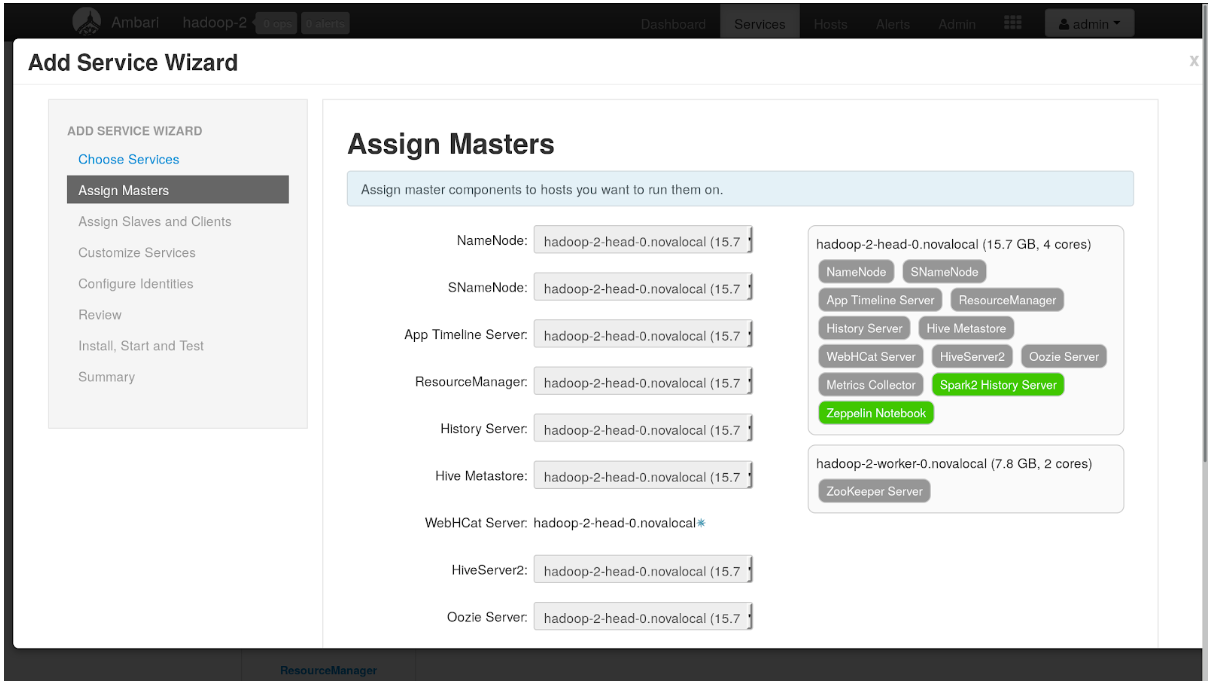 Ambari hadoop-2 0 ops 0 alerts Dashboard Services Hosts Alerts Admin admin
Add Service Wizard X
ADD SERVICE WIZARD
Choose Services
Assign Masters
Assign Slaves and Clients
Customize Services
Configure Identities
Review
Install, Start and Test
Summary
Assign Masters
Assign master components to hosts you want to run them on.
NameNode: hadoop-2-head-0.novalocal (15.7
SNameNode: hadoop-2-head-0.novalocal (15.7
App Timeline Server: hadoop-2-head-0.novalocal (15.7
ResourceManager: hadoop-2-head-0.novalocal (15.7
History Server: hadoop-2-head-0.novalocal (15.7
Hive Metastore: hadoop-2-head-0.novalocal (15.7
WebHCat Server: hadoop-2-head-0.novalocal*
HiveServer2: hadoop-2-head-0.novalocal (15.7
Oozie Server: hadoop-2-head-0.novalocal (15.7
hadoop-2-head-0.novalocal (15.7 GB, 4 cores)
NameNode SNameNode
App Timeline Server ResourceManager
History Server Hive Metastore
WebHCat Server HiveServer2 Oozie Server
Metrics Collector Spark2 History Server
Zeppelin Notebook
hadoop-2-worker-0.novalocal (7.8 GB, 2 cores)
ZooKeeper Server
ResourceManager